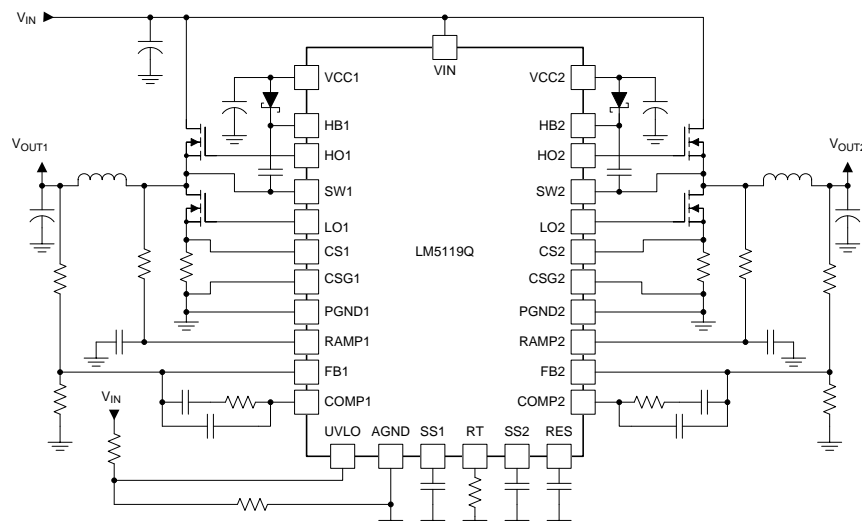 VIN
VIN
VCC1
VCC2
HB1
HB2
VOUT1
VOUT2
HO1
HO2
SW1
SW2
LO1
LO2
CS1
LM5119Q
CS2
CSG1
CSG2
PGND1
PGND2
RAMP1
RAMP2
FB1
FB2
VIN
COMP1
COMP2
UVLO
AGND
SS1
RT
SS2
RES